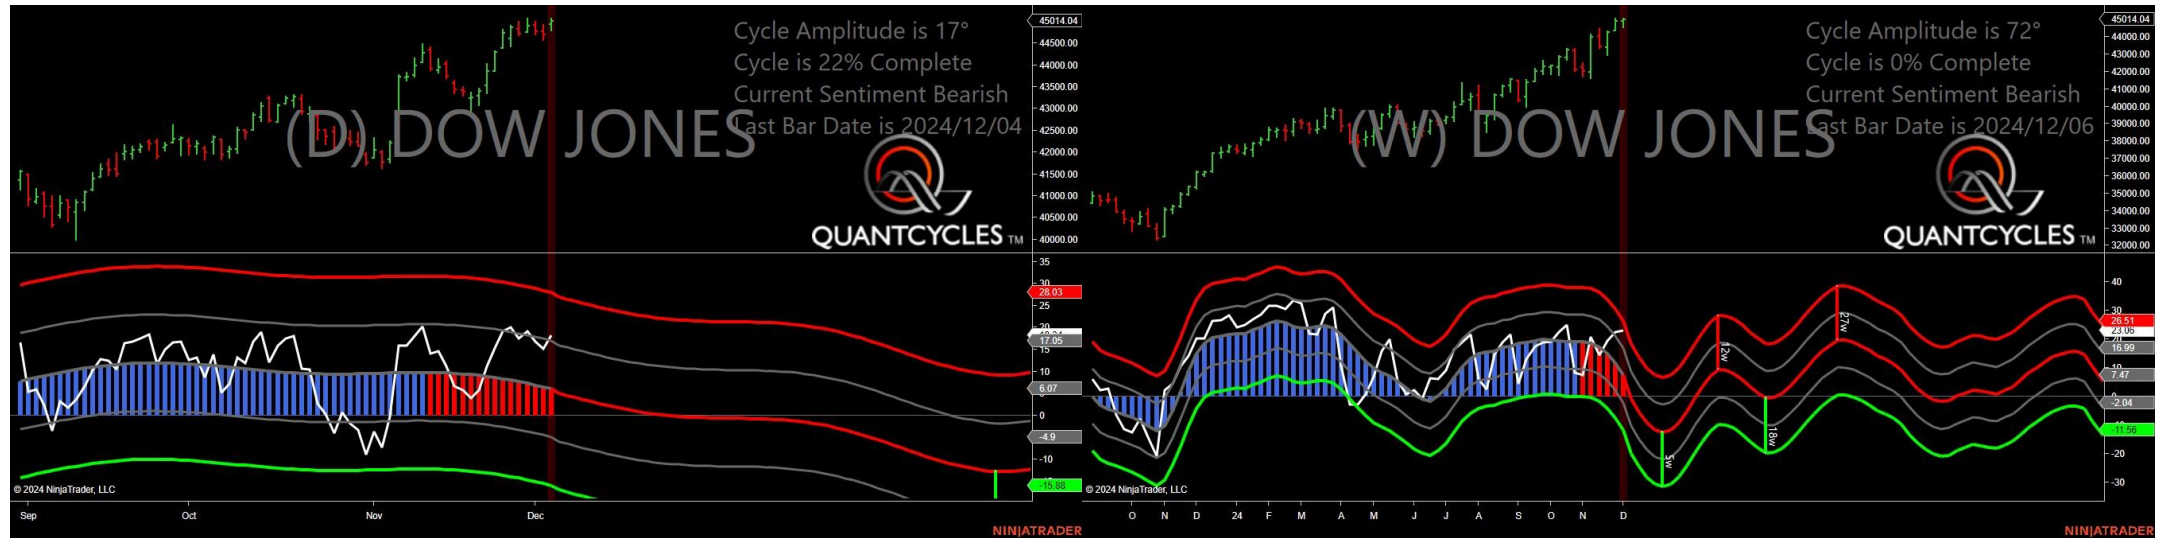 Cycle Amplitude is 17°
Cycle is 22% Complete
Current Sentiment Bearish
Last Bar Date is 2024/12/04
(D) DOW JONES
QUANTCYCLES TM
45014.04
44500.00
44000.00
43500.00
43000.00
42500.00
42000.00
41500.00
41000.00
40500.00
40000.00
35
30
28.03
25
20
17.05
15
10
6.07
5
0
-4.9
-10
-15.88
© 2024 NinjaTrader, LLC
Sep Oct Nov Dec
NINJATRADER
Cycle Amplitude is 72°
Cycle is 0% Complete
Current Sentiment Bearish
Last Bar Date is 2024/12/06
(W) DOW JONES
QUANTCYCLES TM
45014.04
44000.00
42000.00
41000.00
40000.00
39000.00
38000.00
36000.00
35000.00
34000.00
33000.00
32000.00
40
30
26.51
23.06
20
16.99
10
7.47
-2.04
-11.56
-20
-30
12w
27w
5w
18w
© 2024 NinjaTrader, LLC
O N D 24 F M A M J J A S O N D
NINJATRADER